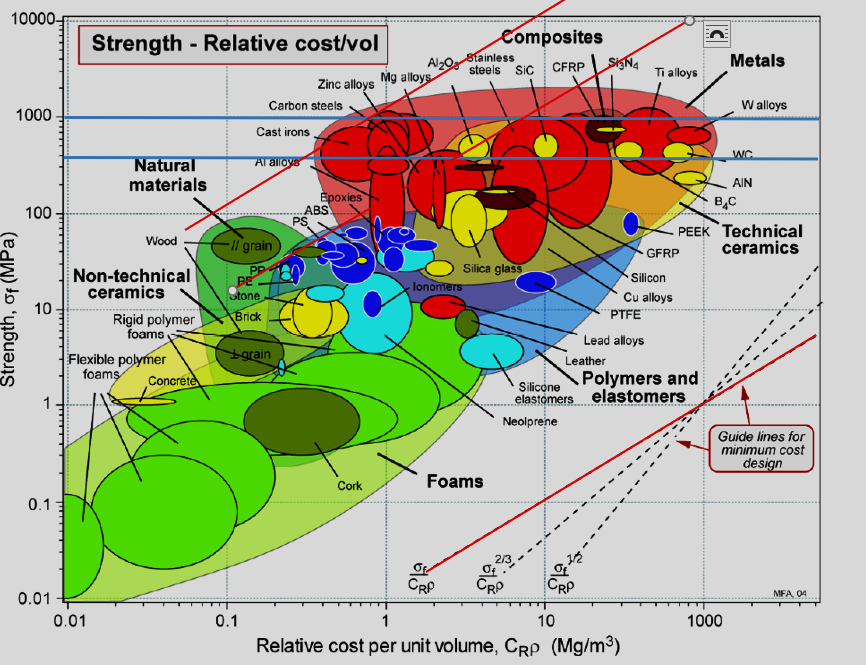 Strength - Relative cost/vol
10000
1000
100
10
1
0.1
0.01
Strength, σf (MPa)
Composites
Metals
Al2O3
Stainless
steels
SiC
CFRP
Si3N4
Ti alloys
Mg alloys
Zinc alloys
Carbon steels
W alloys
Cast irons
Al alloys
WC
AlN
B4C
Natural
materials
Epoxies
ABS
PS
PEEK
Technical
ceramics
Wood
// grain
GFRP
Silica glass
Silicon
PP
PE
Non-technical
ceramics
Stone
Ionomers
Cu alloys
PTFE
Brick
Rigid polymer
foams
Lead alloys
Leather
⊥ grain
Flexible polymer
foams
Concrete
Polymers and
elastomers
Silicone
elastomers
Neoprene
Guide lines for
minimum cost
design
Cork
Foams
σf
CRρ
σf 2/3
CRρ
σf 1/2
CRρ
MFA, 04
0.01
0.1
1
10
1000
Relative cost per unit volume, CRρ (Mg/m3)